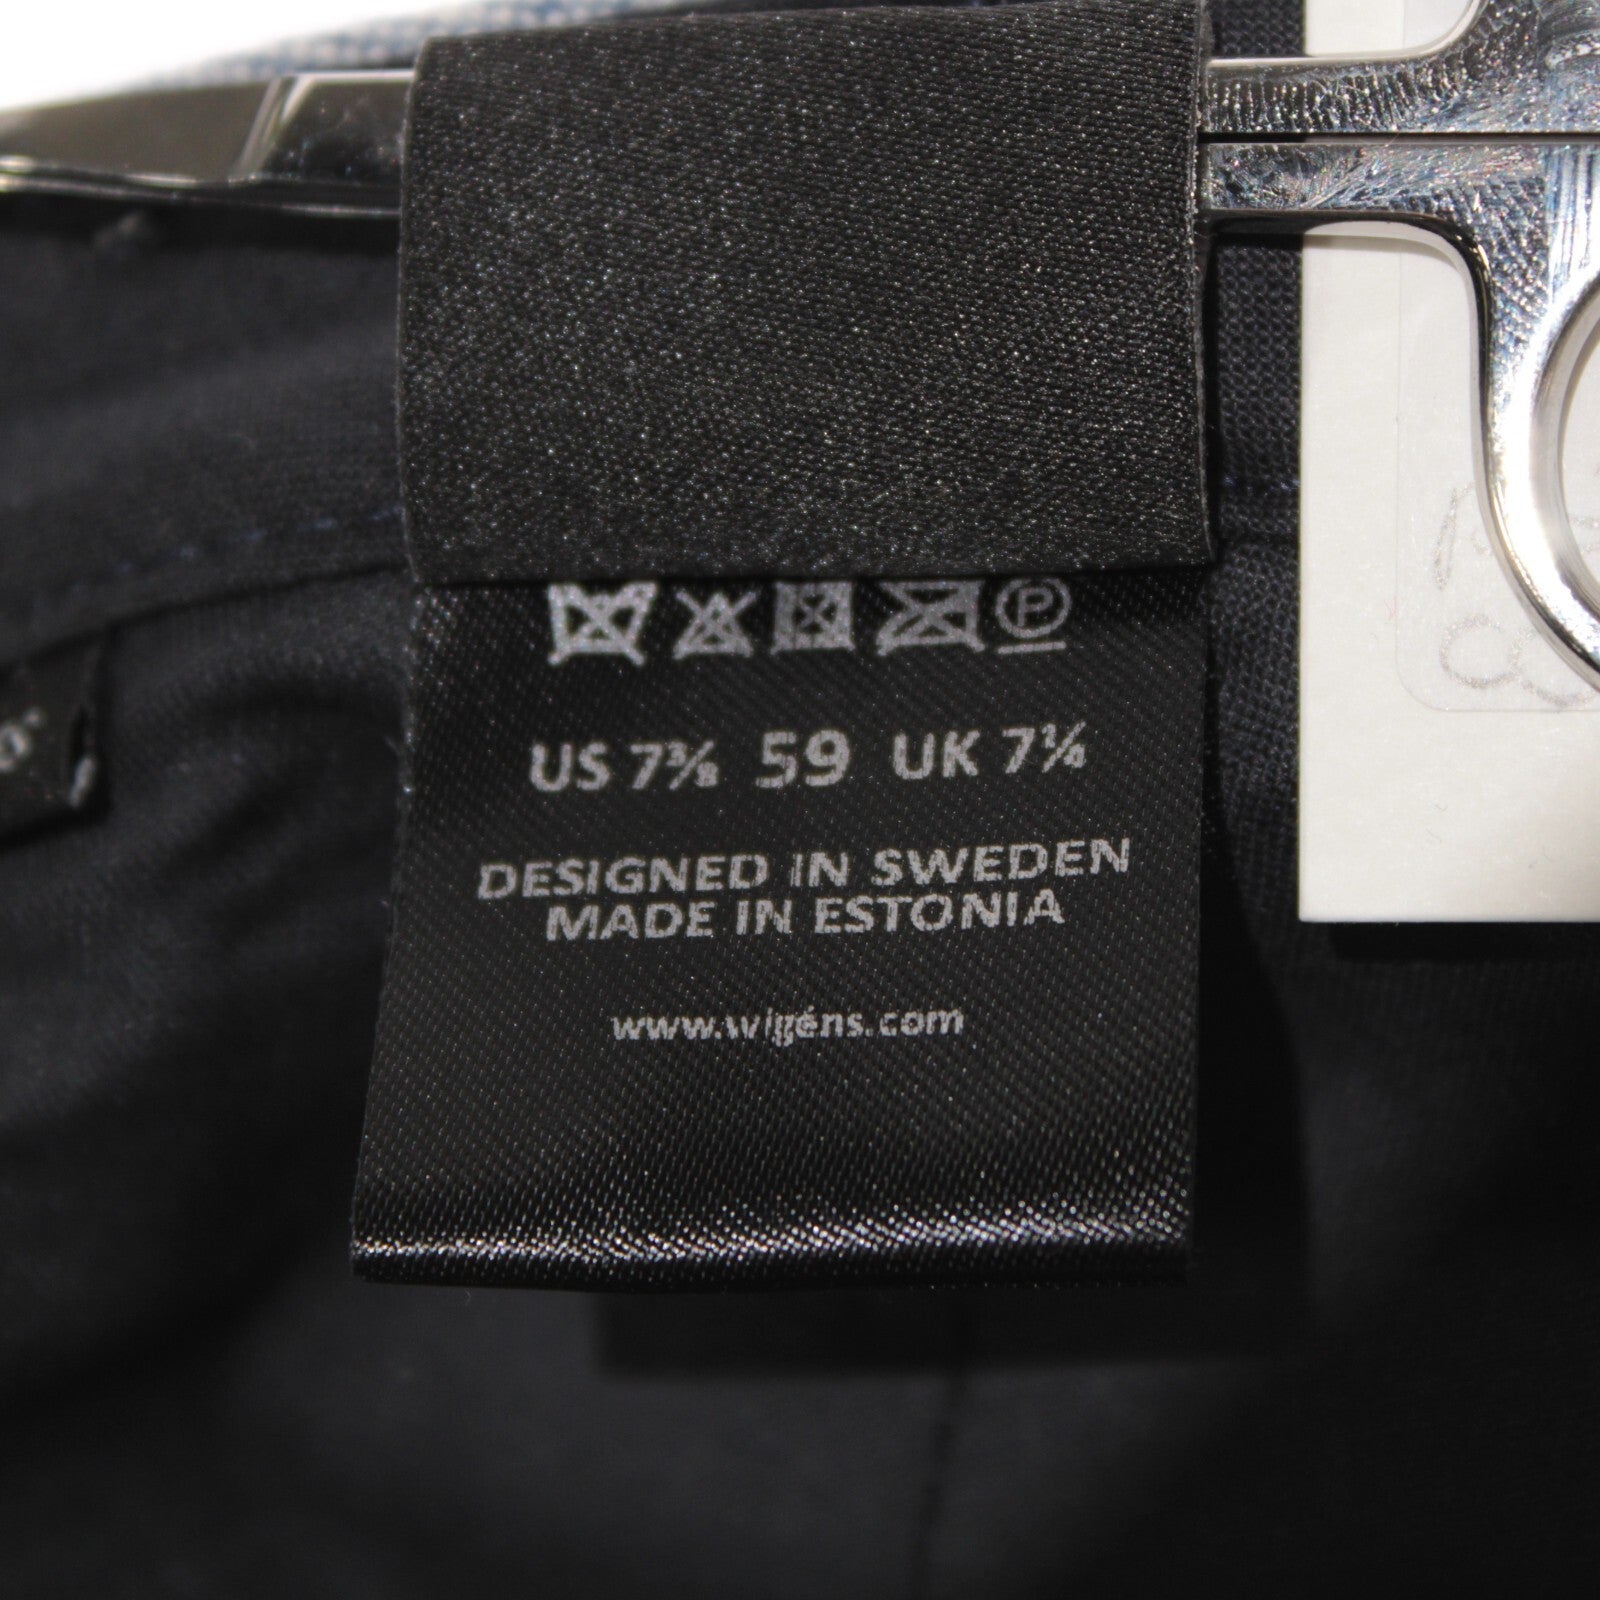 P
US 7⅜ 59 UK 7¼
DESIGNED IN SWEDEN
MADE IN ESTONIA
www.wigéns.com